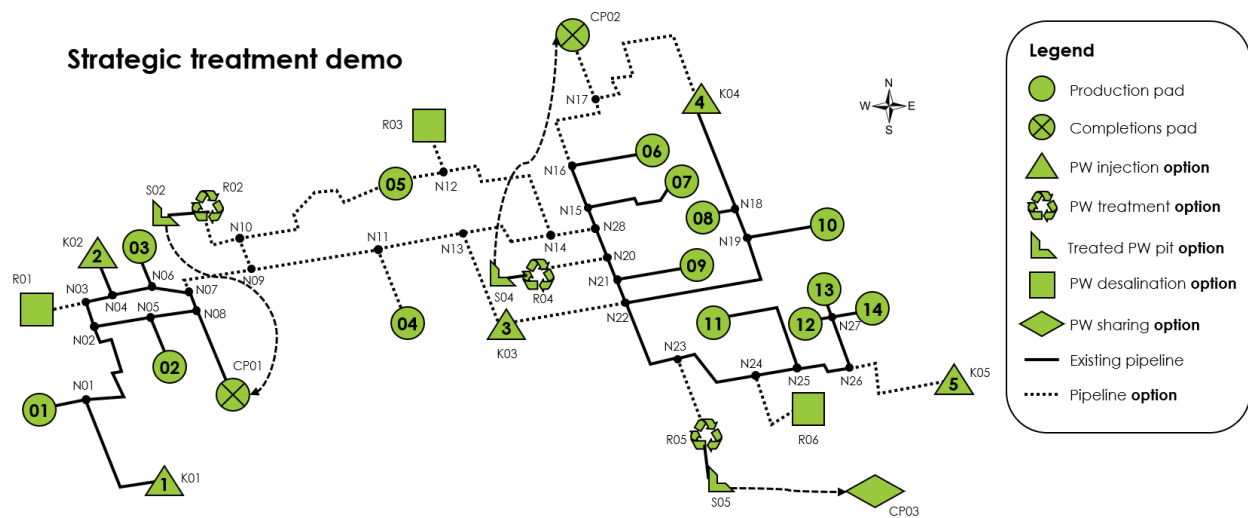 Strategic treatment demo
CP02
N
W E
S
Legend
Production pad
Completions pad
PW injection option
PW treatment option
Treated PW pit option
PW desalination option
PW sharing option
Existing pipeline
Pipeline option
N17
4
K04
R03
06
N16
05
N12
07
S02
R02
N15
08
N18
10
N10
N28
K02
2
03
N11
N13
N14
N19
N20
R01
N06
N07
N09
09
N21
S04
R04
N03
N04
N05
N08
N22
13
14
12
N27
11
3
K03
04
N02
02
CP01
N23
N24
N25
N26
5
K05
N01
01
R05
R06
1
K01
S05
CP03